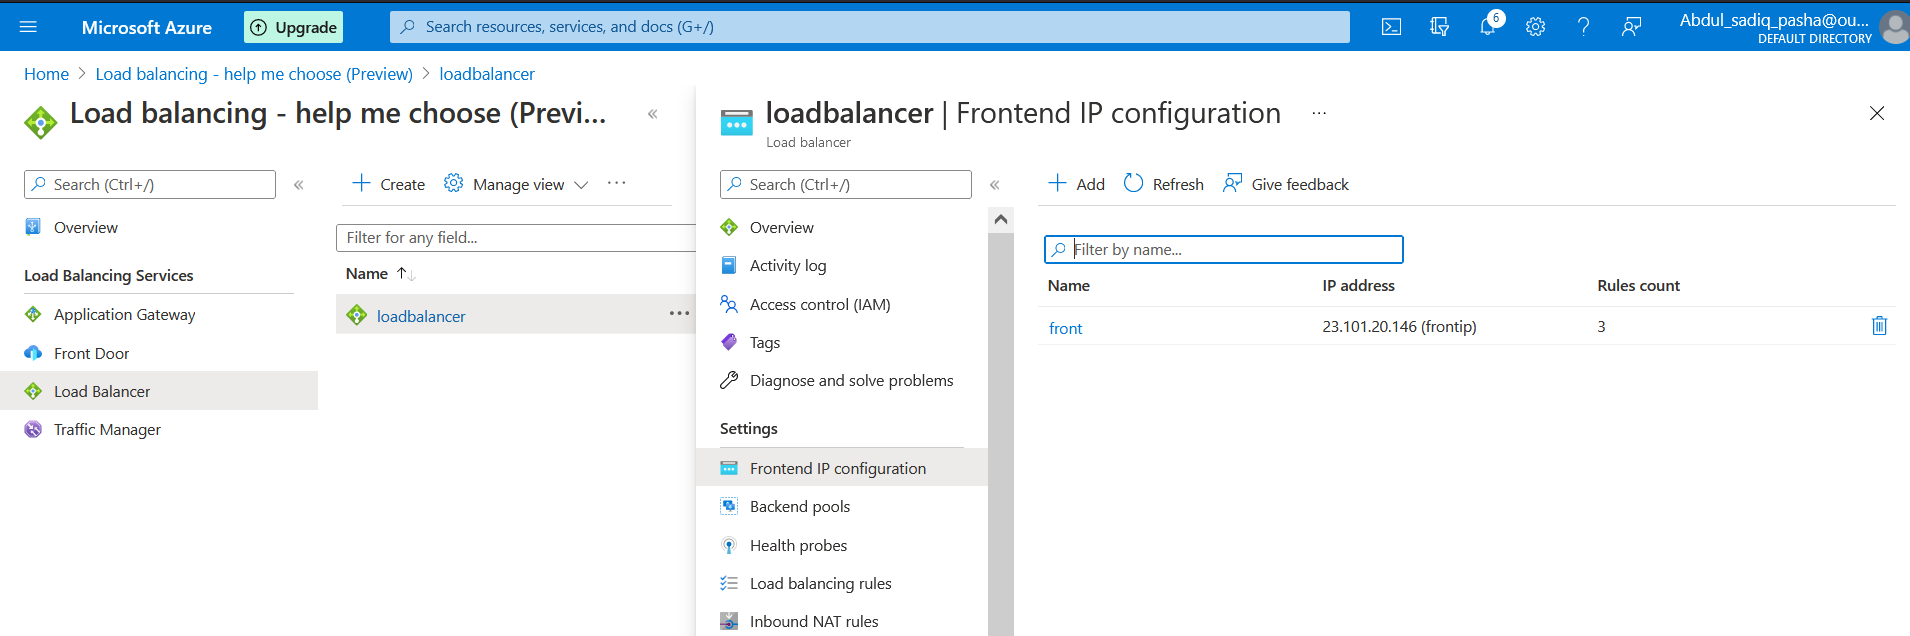 Microsoft Azure
Upgrade
Search resources, services, and docs (G+/)
6
Abdul_sadiq_pasha@ou...
DEFAULT DIRECTORY
Home > Load balancing - help me choose (Preview) > loadbalancer
Load balancing - help me choose (Previ... «
Search (Ctrl+/) «
Overview
Load Balancing Services
Application Gateway
Front Door
Load Balancer
Traffic Manager
+ Create
Manage view
...
Filter for any field...
Name ↑↓
loadbalancer ...
loadbalancer | Frontend IP configuration ...
Load balancer
Search (Ctrl+/) «
Overview
Activity log
Access control (IAM)
Tags
Diagnose and solve problems
Settings
Frontend IP configuration
Backend pools
Health probes
Load balancing rules
Inbound NAT rules
+ Add
Refresh
Give feedback
Filter by name...
Name IP address Rules count
front 23.101.20.146 (frontip) 3